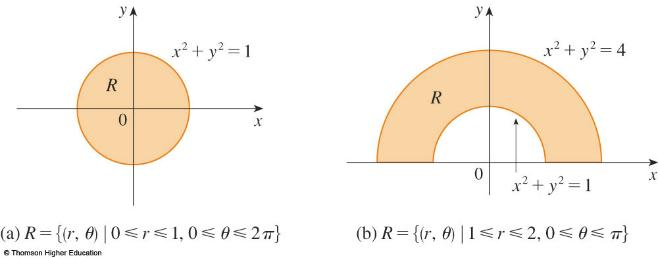 y
x² + y² = 1
R
0
x
(a) R = {(r, θ) | 0 ≤ r ≤ 1, 0 ≤ θ ≤ 2π}
y
x² + y² = 4
R
0
x² + y² = 1
x
(b) R = {(r, θ) | 1 ≤ r ≤ 2, 0 ≤ θ ≤ π}
© Thomson Higher Education